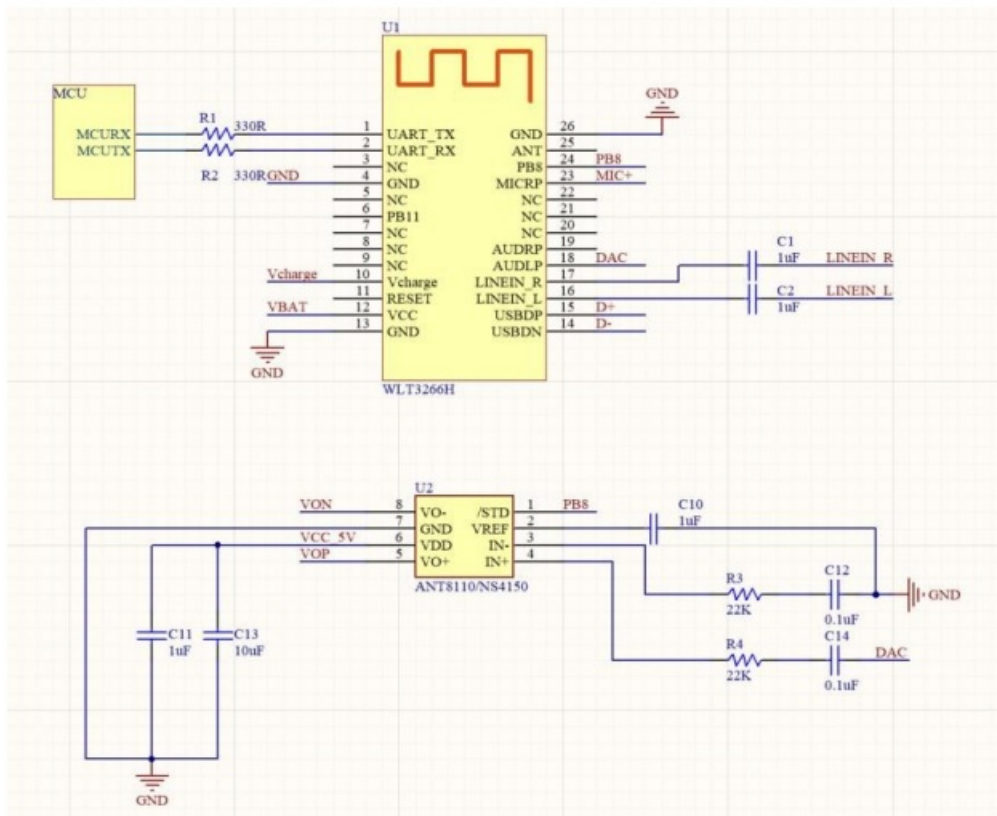 U1
MCU
MCURX
MCUTX
R1
330R
R2
330R
GND
1
UART_TX
2
UART_RX
3
NC
4
GND
5
NC
6
PB11
7
NC
8
NC
9
NC
Vcharge
10
Vcharge
11
RESET
VBAT
12
VCC
13
GND
GND
GND
26
GND
25
ANT
24
PB8
PB8
23
MICRP
MIC+
22
NC
21
NC
20
NC
19
AUDRP
18
AUDLP
DAC
17
LINEIN_R
16
LINEIN_L
15
USBDP
D+
14
USBDN
D-
C1
1uF
LINEIN_R
C2
1uF
LINEIN_L
WLT3266H
U2
VON
8
VO-
7
GND
VCC_5V
6
VDD
VOP
5
VO+
/STD
1
PB8
VREF
2
IN-
3
IN+
4
ANT8110/NS4150
C10
1uF
R3
22K
C12
0.1uF
GND
R4
22K
C14
0.1uF
DAC
C11
1uF
C13
10uF
GND